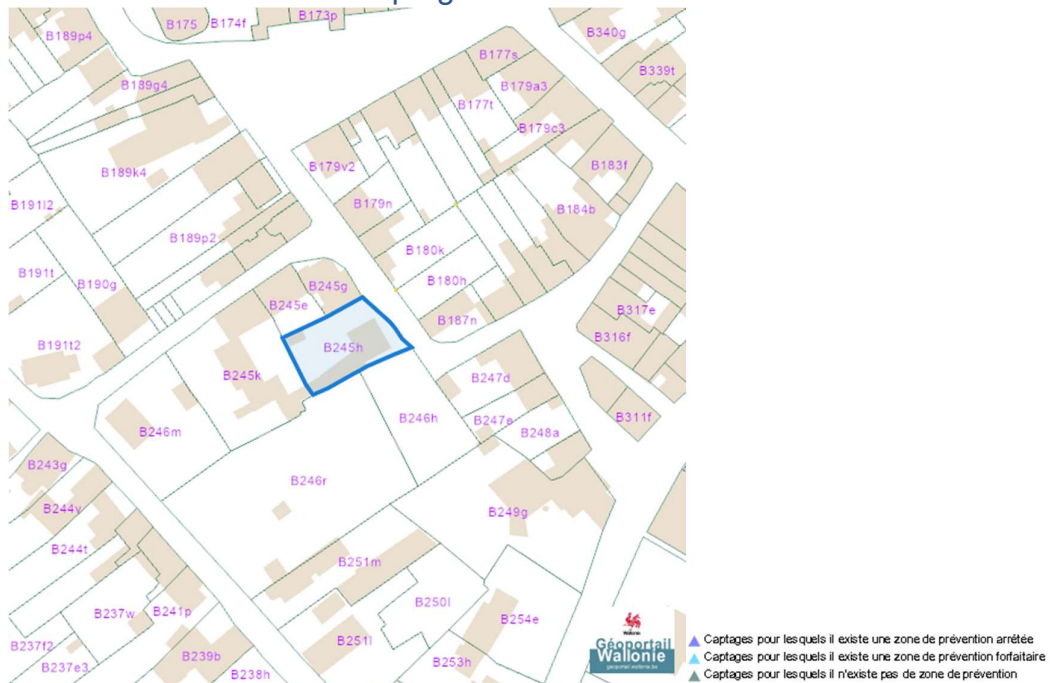 B189p4
B175
B174f
B173p
B340g
B177s
B339t
B189g4
B179a3
B177t
B179c3
B189k4
B179v2
B183f
B191l2
B179n
B184b
B189p2
B180k
B191t
B190g
B180h
B245g
B245e
B317e
B187n
B316f
B191t2
B245h
B245k
B247d
B246h
B247e
B311f
B246m
B248a
B243g
B246r
B244v
B249g
B244t
B251m
B250l
B237w
B241p
B254e
B237f2
B251l
B239b
B253h
B237e3
B238h
Wallonie
Géoportail
Wallonie
geoportail.wallonie.be
Captages pour lesquels il existe une zone de prévention arrêtée
Captages pour lesquels il existe une zone de prévention forfaitaire
Captages pour lesquels il n'existe pas de zone de prévention